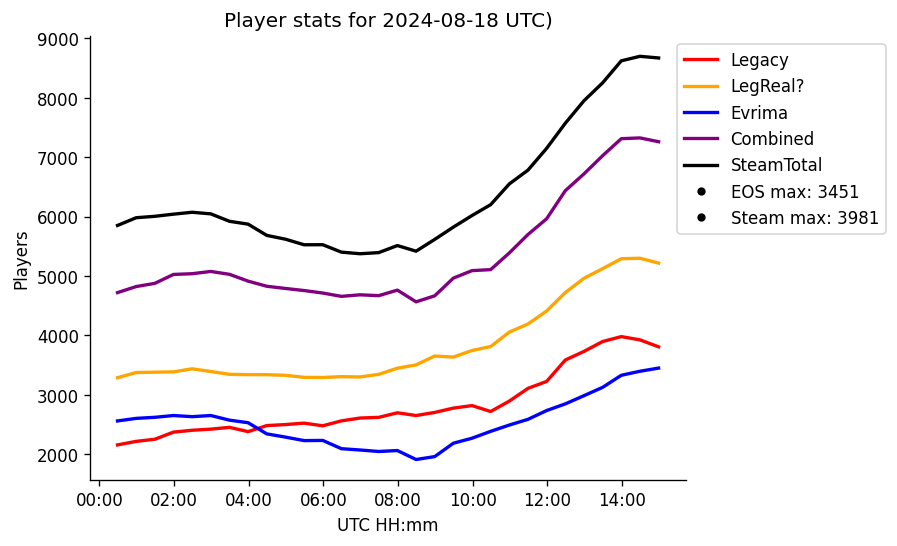 Player stats for 2024-08-18 UTC)
9000
8000
7000
6000
5000
4000
3000
2000
Players
00:00 02:00 04:00 06:00 08:00 10:00 12:00 14:00
UTC HH:mm
Legacy
LegReal?
Evrima
Combined
SteamTotal
EOS max: 3451
Steam max: 3981